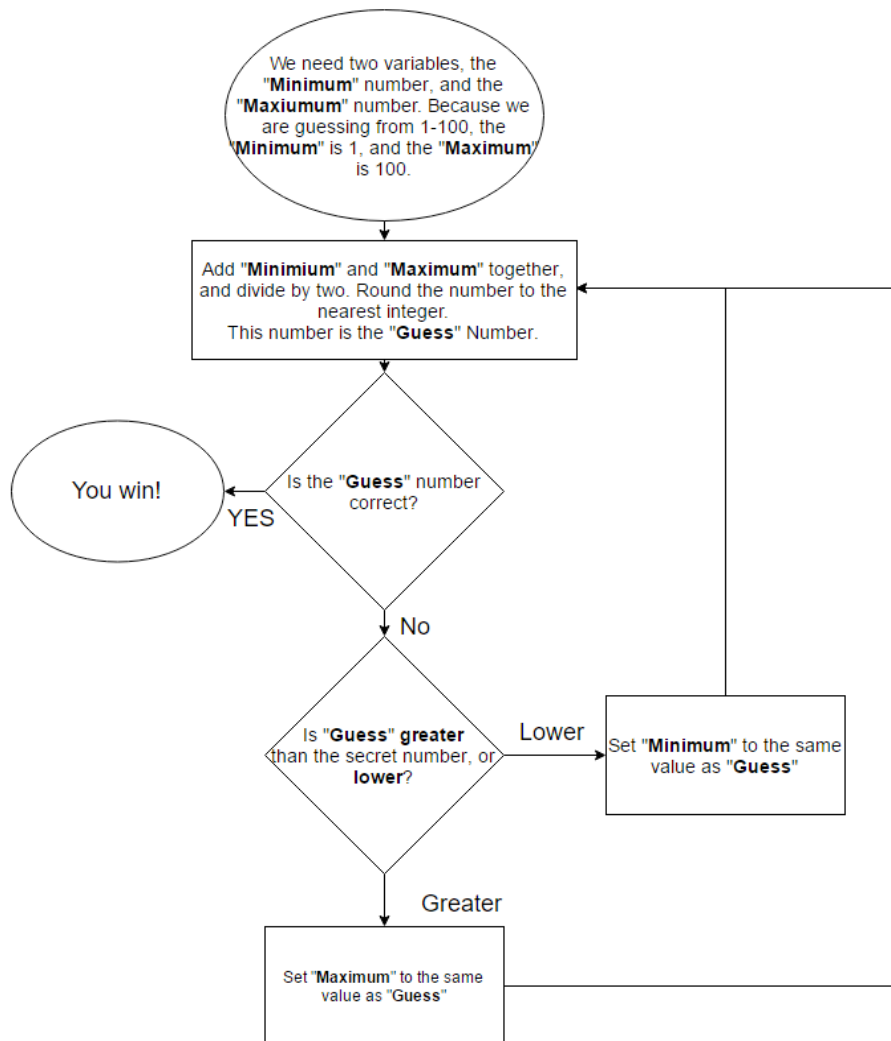 We need two variables, the
"Minimum" number, and the
"Maxiumum" number. Because we
are guessing from 1-100, the
"Minimum" is 1, and the "Maximum"
is 100.
Add "Minimium" and "Maximum" together,
and divide by two. Round the number to the
nearest integer.
This number is the "Guess" Number.
Is the "Guess" number
correct?
You win!
YES
No
Is "Guess" greater
than the secret number, or
lower?
Lower
Set "Minimum" to the same
value as "Guess"
Greater
Set "Maximum" to the same
value as "Guess"